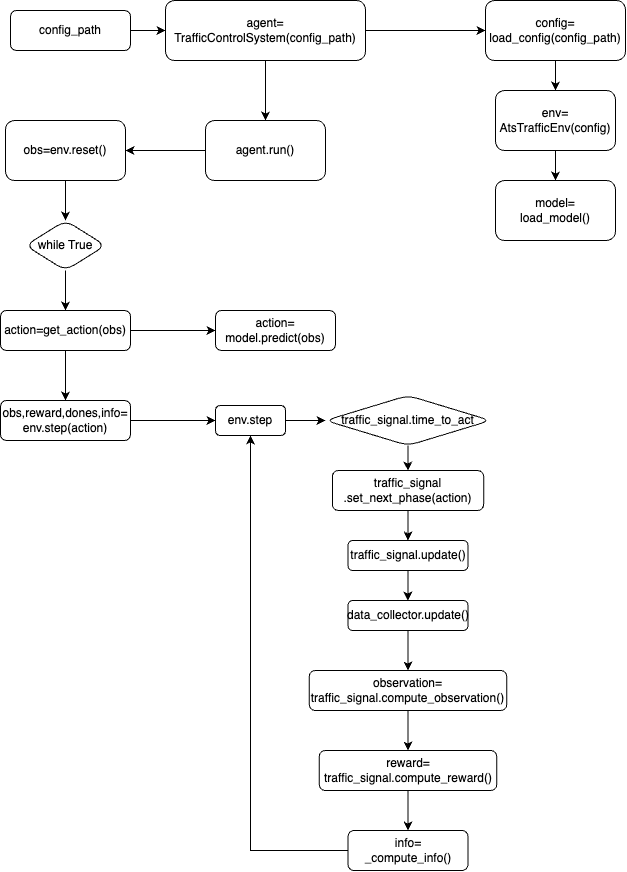 config_path
agent=
TrafficControlSystem(config_path)
config=
load_config(config_path)
env=
AtsTrafficEnv(config)
model=
load_model()
agent.run()
obs=env.reset()
while True
action=get_action(obs)
action=
model.predict(obs)
obs,reward,dones,info=
env.step(action)
env.step
traffic_signal.time_to_act
traffic_signal
.set_next_phase(action)
traffic_signal.update()
data_collector.update()
observation=
traffic_signal.compute_observation()
reward=
traffic_signal.compute_reward()
info=
_compute_info()